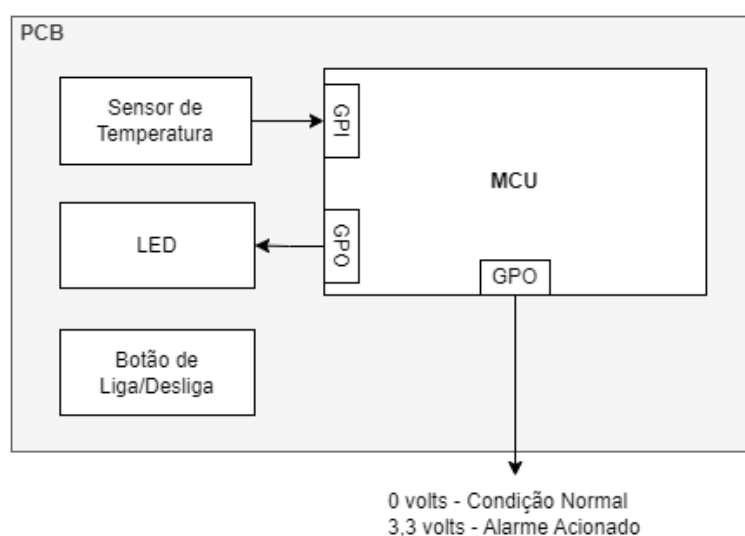 PCB
Sensor de
Temperatura
GPI
MCU
LED
GPO
GPO
Botão de
Liga/Desliga
0 volts - Condição Normal
3,3 volts - Alarme Acionado